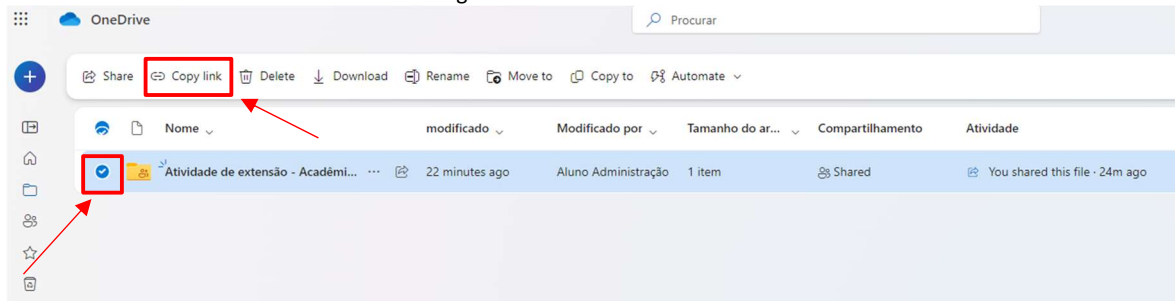 OneDrive
Procurar
Share Copy link Delete Download Rename Move to Copy to Automate
Nome modificado Modificado por Tamanho do ar... Compartilhamento Atividade
Atividade de extensão - Acadêmi... ... 22 minutes ago Aluno Administração 1 item Shared You shared this file · 24m ago